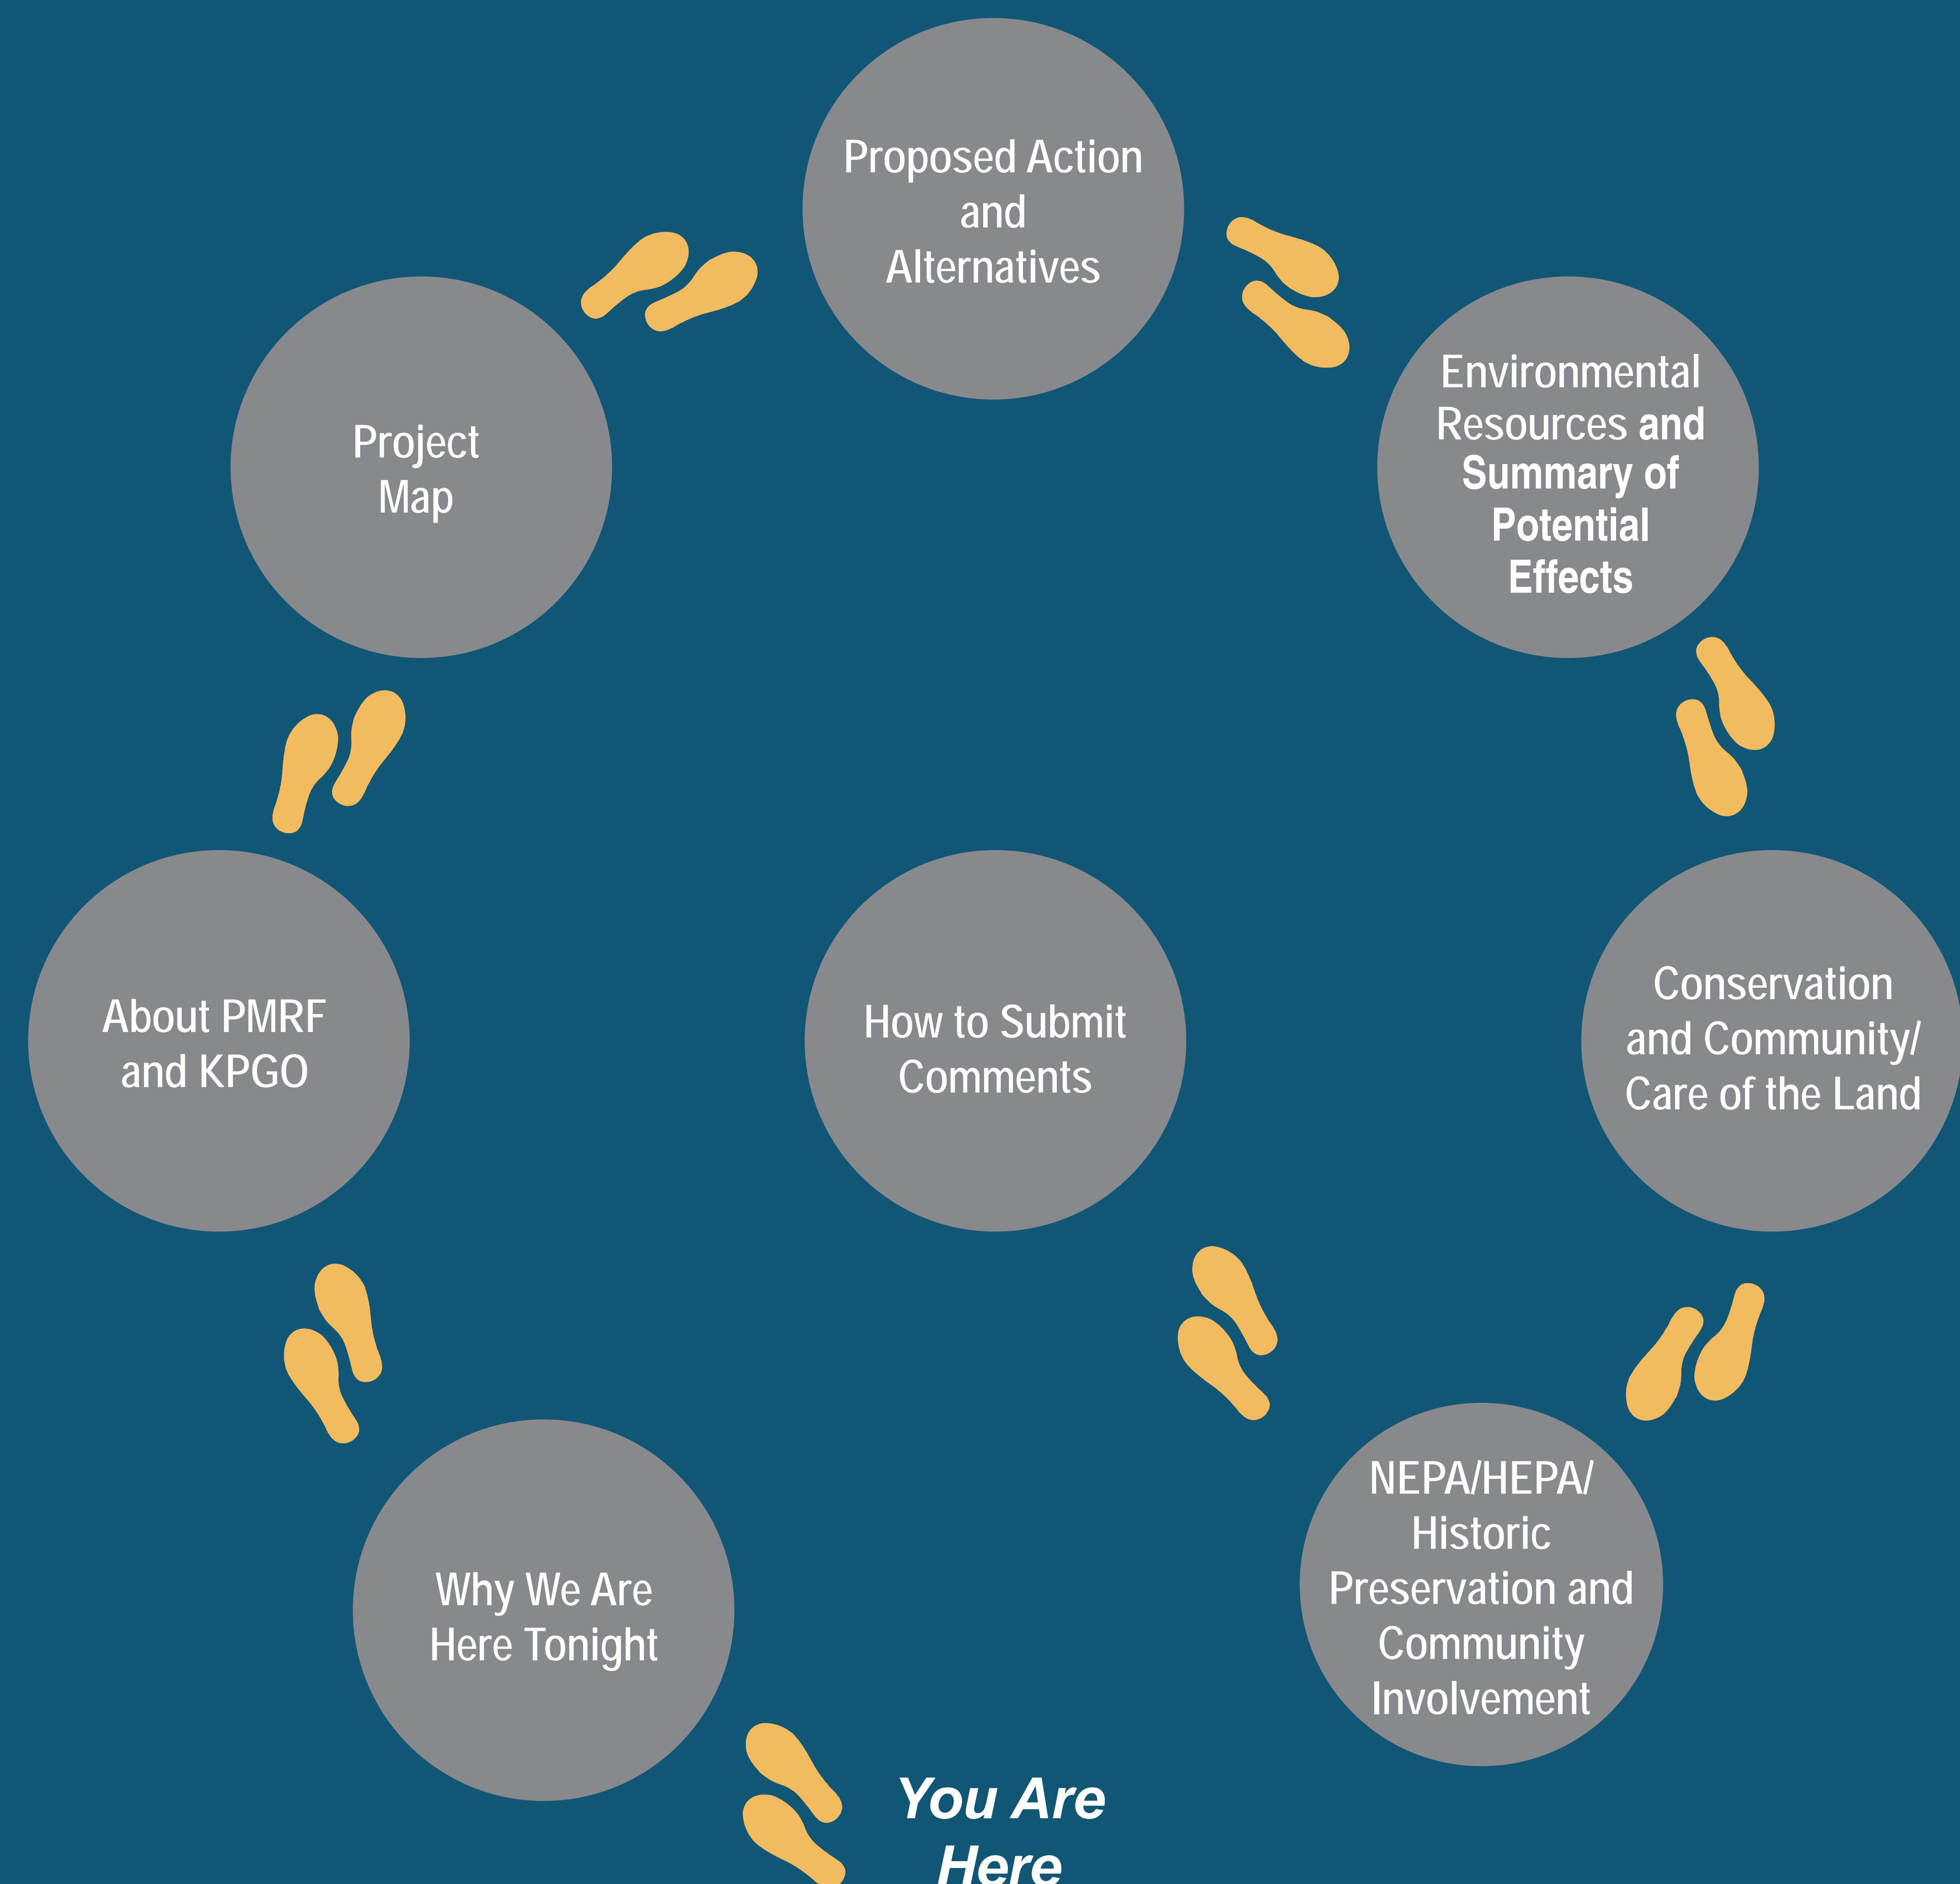 Proposed Action
and
Alternatives
Project
Map
Environmental
Resources and
Summary of
Potential
Effects
About PMRF
and KPGO
How to Submit
Comments
Conservation
and Community/
Care of the Land
Why We Are
Here Tonight
NEPA/HEPA/
Historic
Preservation and
Community
Involvement
You Are
Here